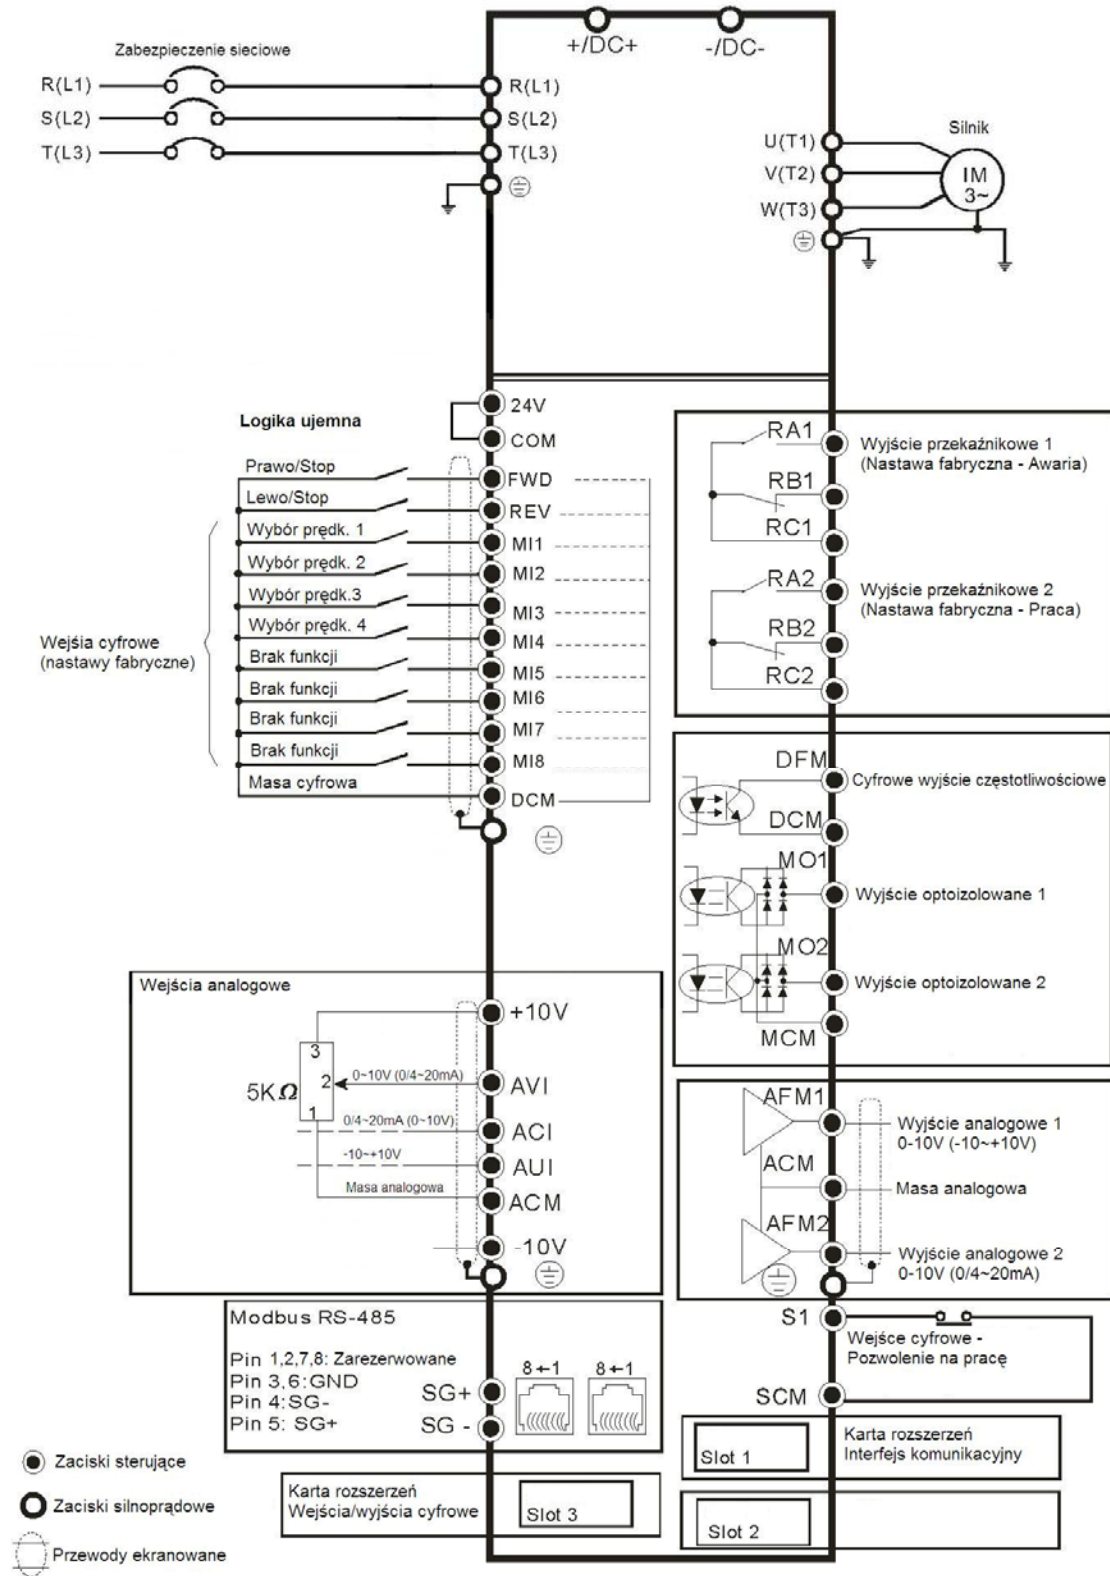 +/DC+
-/DC-
Zabezpieczenie sieciowe
R(L1)
R(L1)
S(L2)
S(L2)
T(L3)
T(L3)
U(T1)
V(T2)
W(T3)
Silnik
IM
3~
24V
COM
Logika ujemna
Prawo/Stop
FWD
Lewo/Stop
REV
Wybór prędk. 1
MI1
Wybór prędk. 2
MI2
Wybór prędk.3
MI3
Wybór prędk. 4
MI4
Wejśia cyfrowe
(nastawy fabryczne)
Brak funkcji
MI5
Brak funkcji
MI6
Brak funkcji
MI7
Brak funkcji
MI8
Masa cyfrowa
DCM
RA1
Wyjście przekaźnikowe 1
(Nastawa fabryczna - Awaria)
RB1
RC1
RA2
Wyjście przekaźnikowe 2
(Nastawa fabryczna - Praca)
RB2
RC2
DFM
Cyfrowe wyjście częstotliwościowe
DCM
MO1
Wyjście optoizolowane 1
MO2
Wyjście optoizolowane 2
MCM
Wejścia analogowe
+10V
3
2
1
5KΩ
0~10V (0/4~20mA)
AVI
0/4~20mA (0~10V)
ACI
-10~+10V
AUI
Masa analogowa
ACM
-10V
AFM1
Wyjście analogowe 1
0-10V (-10~+10V)
ACM
Masa analogowa
AFM2
Wyjście analogowe 2
0-10V (0/4~20mA)
Modbus RS-485
Pin 1,2,7,8: Zarezerwowane
Pin 3,6:GND
Pin 4:SG-
Pin 5: SG+
SG+
SG -
8←1
8←1
S1
Wejśce cyfrowe -
Pozwolenie na pracę
SCM
Slot 1
Karta rozszerzeń
Interfejs komunikacyjny
Slot 2
Karta rozszerzeń
Wejścia/wyjścia cyfrowe
Slot 3
Zaciski sterujące
Zaciski silnoprądowe
Przewody ekranowane